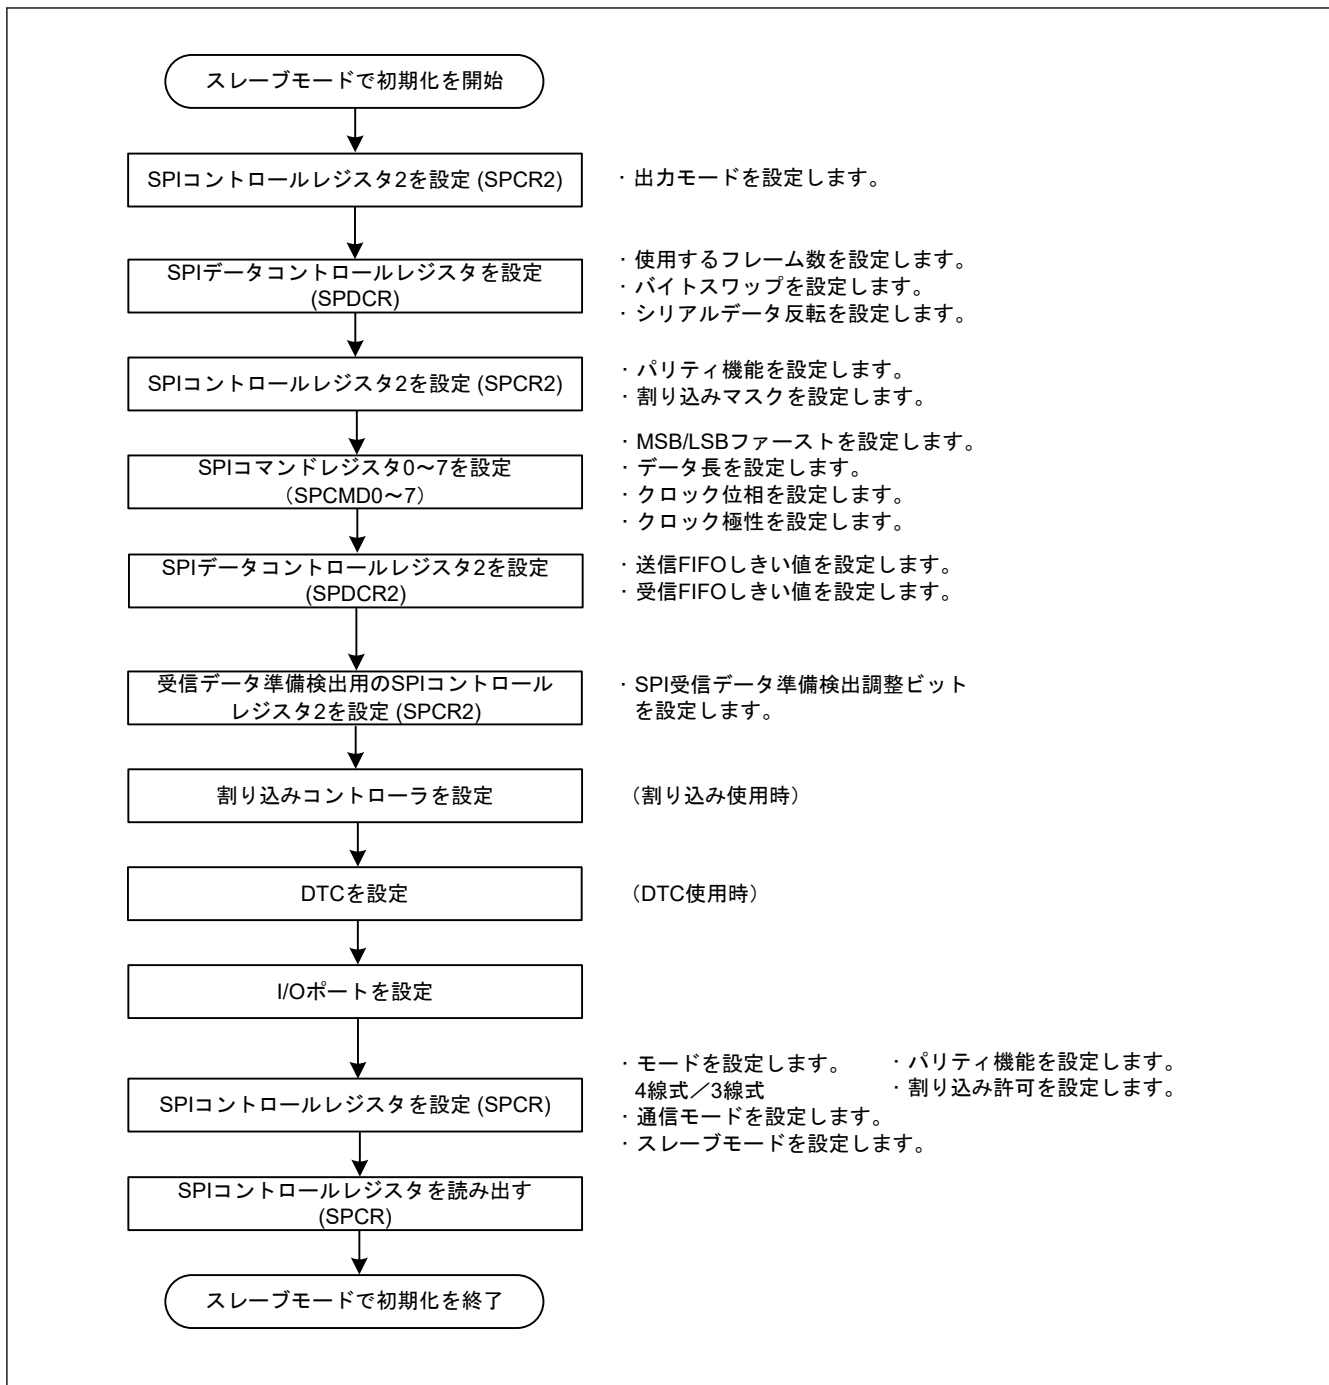 スレーブモードで初期化を開始
SPIコントロールレジスタ2を設定 (SPCR2)
・出力モードを設定します。
SPIデータコントロールレジスタを設定
(SPDCR)
・使用するフレーム数を設定します。
・バイトスワップを設定します。
・シリアルデータ反転を設定します。
SPIコントロールレジスタ2を設定 (SPCR2)
・パリティ機能を設定します。
・割り込みマスクを設定します。
SPIコマンドレジスタ0～7を設定
（SPCMD0～7）
・MSB/LSBファーストを設定します。
・データ長を設定します。
・クロック位相を設定します。
・クロック極性を設定します。
SPIデータコントロールレジスタ2を設定
(SPDCR2)
・送信FIFOしきい値を設定します。
・受信FIFOしきい値を設定します。
受信データ準備検出用のSPIコントロール
レジスタ2を設定 (SPCR2)
・SPI受信データ準備検出調整ビット
を設定します。
割り込みコントローラを設定
（割り込み使用時）
DTCを設定
（DTC使用時）
I/Oポートを設定
SPIコントロールレジスタを設定 (SPCR)
・モードを設定します。
4線式／3線式
・通信モードを設定します。
・スレーブモードを設定します。
・パリティ機能を設定します。
・割り込み許可を設定します。
SPIコントロールレジスタを読み出す
(SPCR)
スレーブモードで初期化を終了